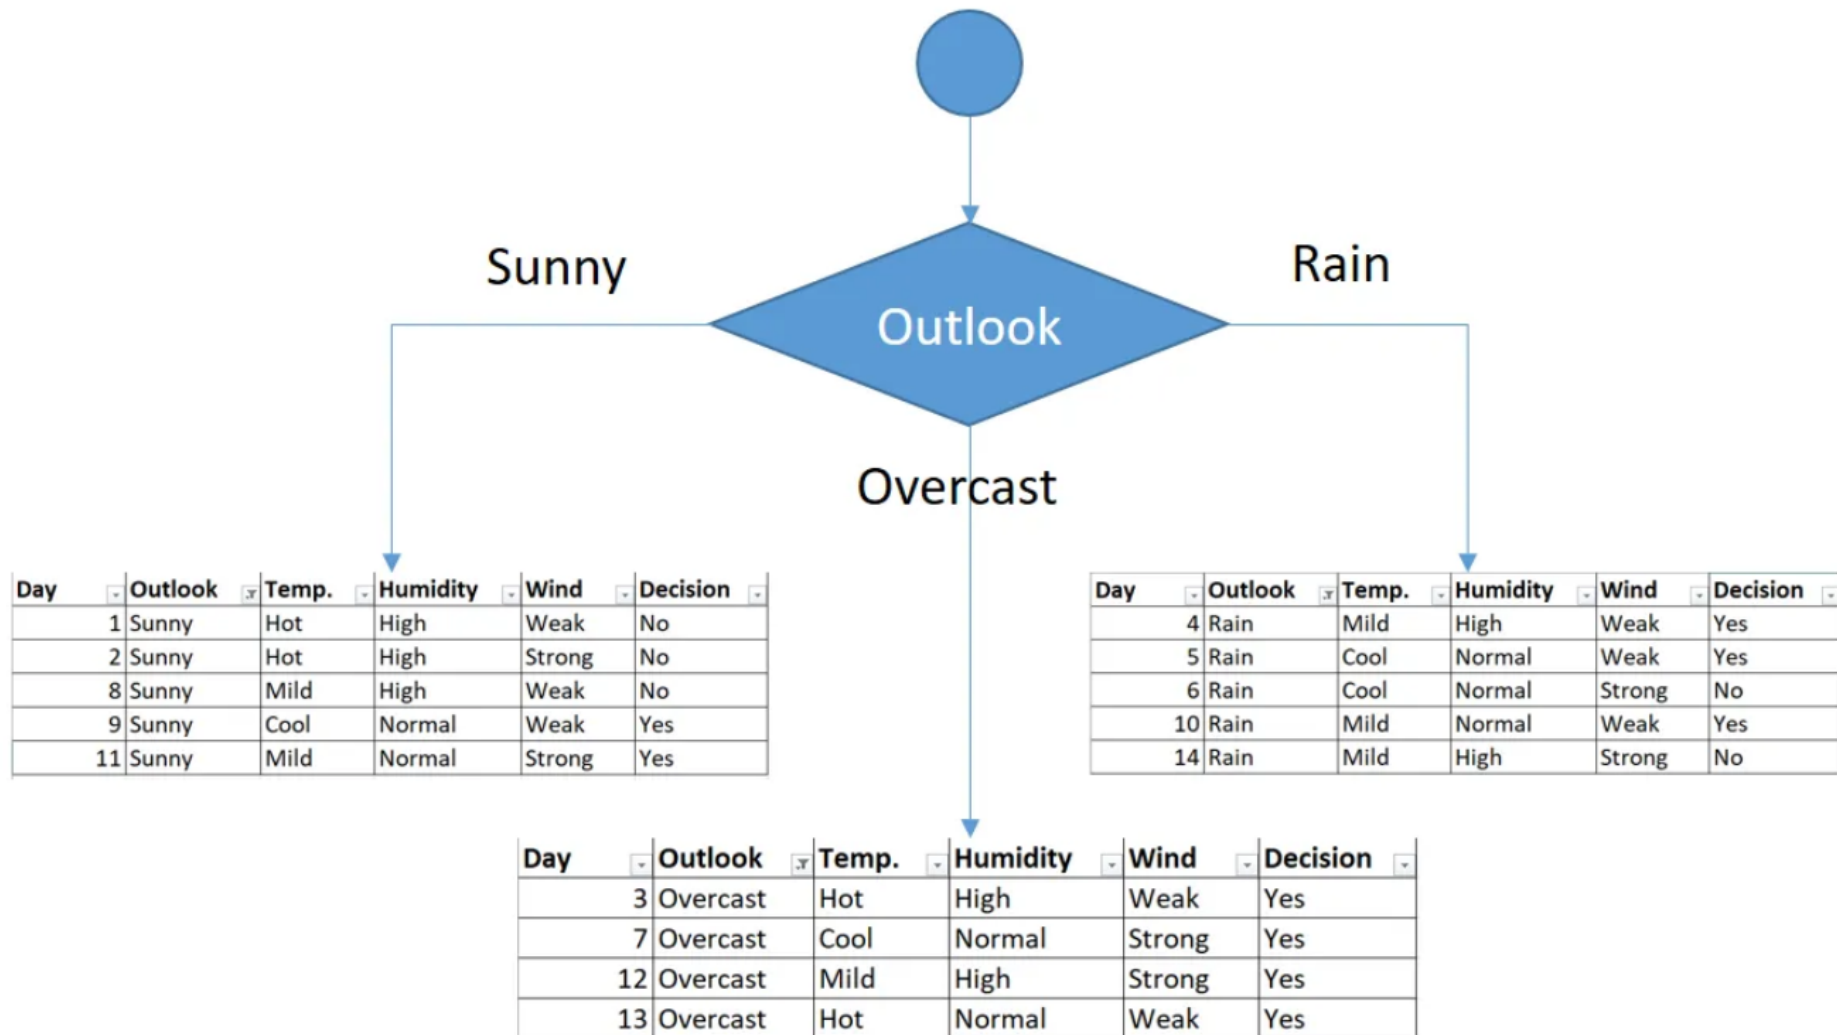 Sunny
Rain
Outlook
Overcast
Day Outlook Temp. Humidity Wind Decision
1 Sunny Hot High Weak No
2 Sunny Hot High Strong No
8 Sunny Mild High Weak No
9 Sunny Cool Normal Weak Yes
11 Sunny Mild Normal Strong Yes
Day Outlook Temp. Humidity Wind Decision
4 Rain Mild High Weak Yes
5 Rain Cool Normal Weak Yes
6 Rain Cool Normal Strong No
10 Rain Mild Normal Weak Yes
14 Rain Mild High Strong No
Day Outlook Temp. Humidity Wind Decision
3 Overcast Hot High Weak Yes
7 Overcast Cool Normal Strong Yes
12 Overcast Mild High Strong Yes
13 Overcast Hot Normal Weak Yes